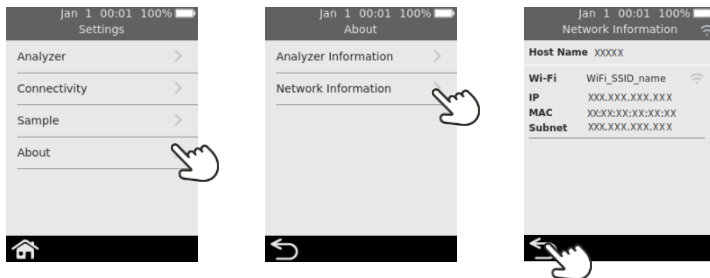 Jan 1 00:01 100%
Settings
Analyzer
Connectivity
Sample
About
Jan 1 00:01 100%
About
Analyzer Information
Network Information
Jan 1 00:01 100%
Network Information
Host Name XXXXX
Wi-Fi WiFi_SSID_name
IP XXX.XXX.XXX.XXX
MAC XX:XX:XX:XX:XX:XX
Subnet XXX.XXX.XXX.XXX